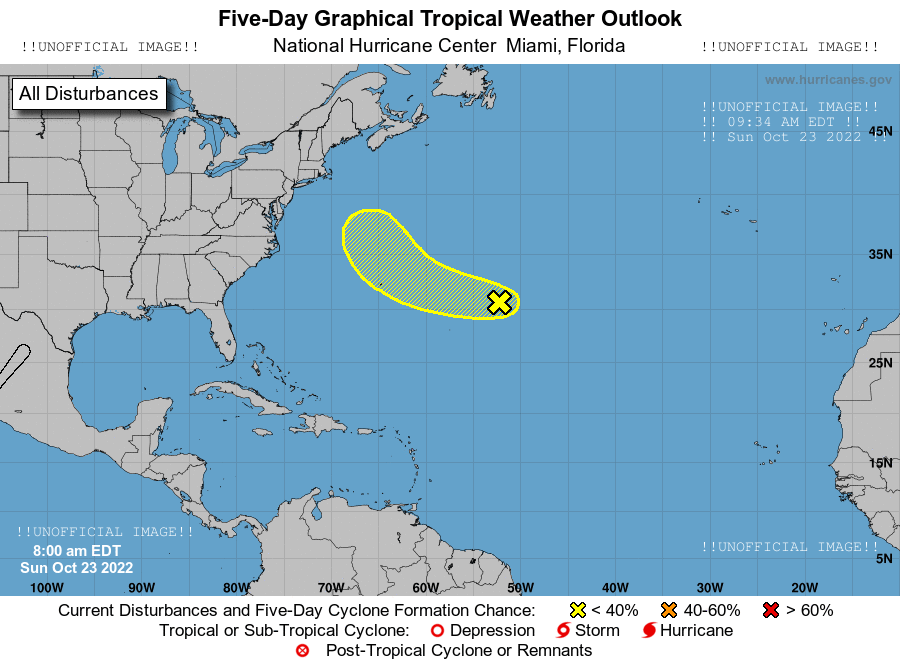 Five-Day Graphical Tropical Weather Outlook
!!UNOFFICIAL IMAGE!! National Hurricane Center Miami, Florida !!UNOFFICIAL IMAGE!!
www.hurricanes.gov
All Disturbances
!!UNOFFICIAL IMAGE!!
!! 09:34 AM EDT !!
!! Sun Oct 23 2022 !!
45N
35N
25N
15N
!!UNOFFICIAL IMAGE!!
!!UNOFFICIAL IMAGE!!
8:00 am EDT
5N
Sun Oct 23 2022
100W 90W 80W 70W 60W 50W 40W 30W 20W
Current Disturbances and Five-Day Cyclone Formation Chance: < 40% 40-60% > 60%
Tropical or Sub-Tropical Cyclone: Depression Storm Hurricane
Post-Tropical Cyclone or Remnants